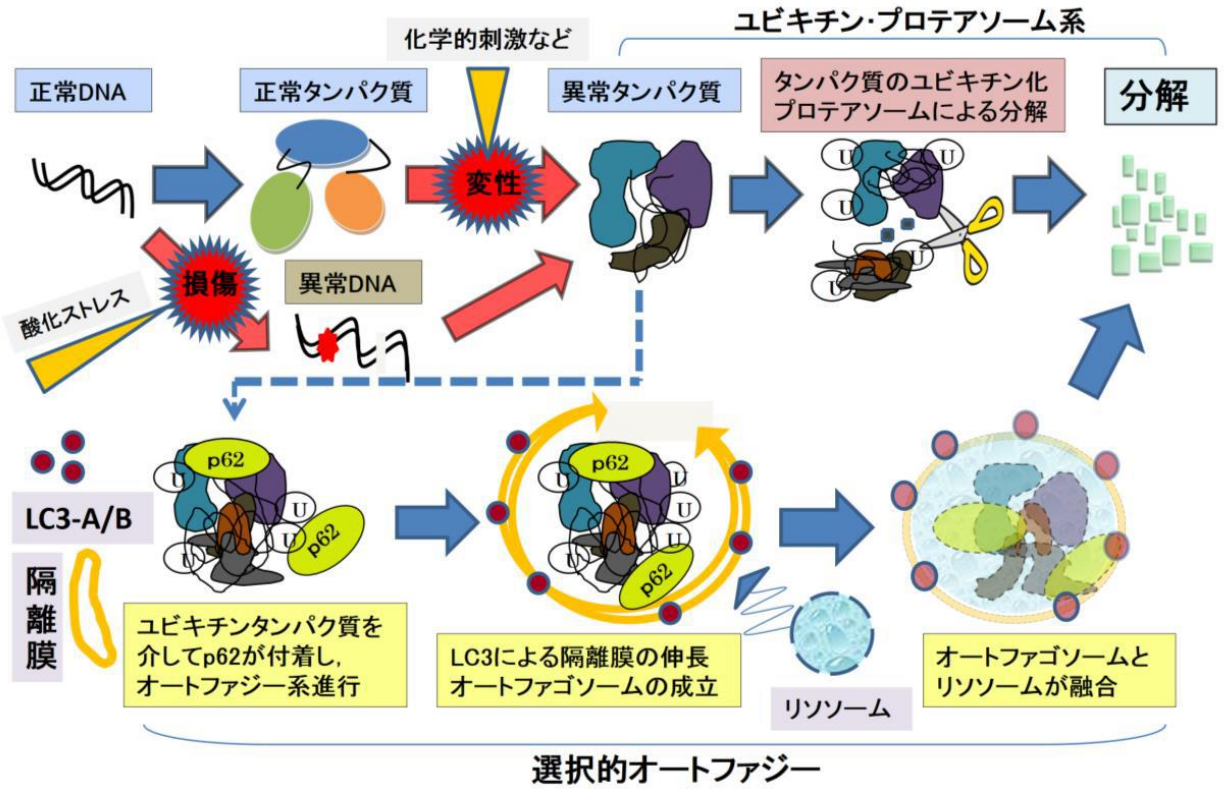 ユビキチン・プロテアソーム系
化学的刺激など
正常DNA
正常タンパク質
異常タンパク質
タンパク質のユビキチン化
プロテアソームによる分解
分解
変性
U
U
U
U
U
損傷
異常DNA
酸化ストレス
p62
U
U
U
U
U
p62
LC3-A/B
隔離膜
p62
U
U
U
U
U
p62
ユビキチンタンパク質を
介してp62が付着し,
オートファジー系進行
LC3による隔離膜の伸長
オートファゴソームの成立
リソソーム
オートファゴソームと
リソソームが融合
選択的オートファジー